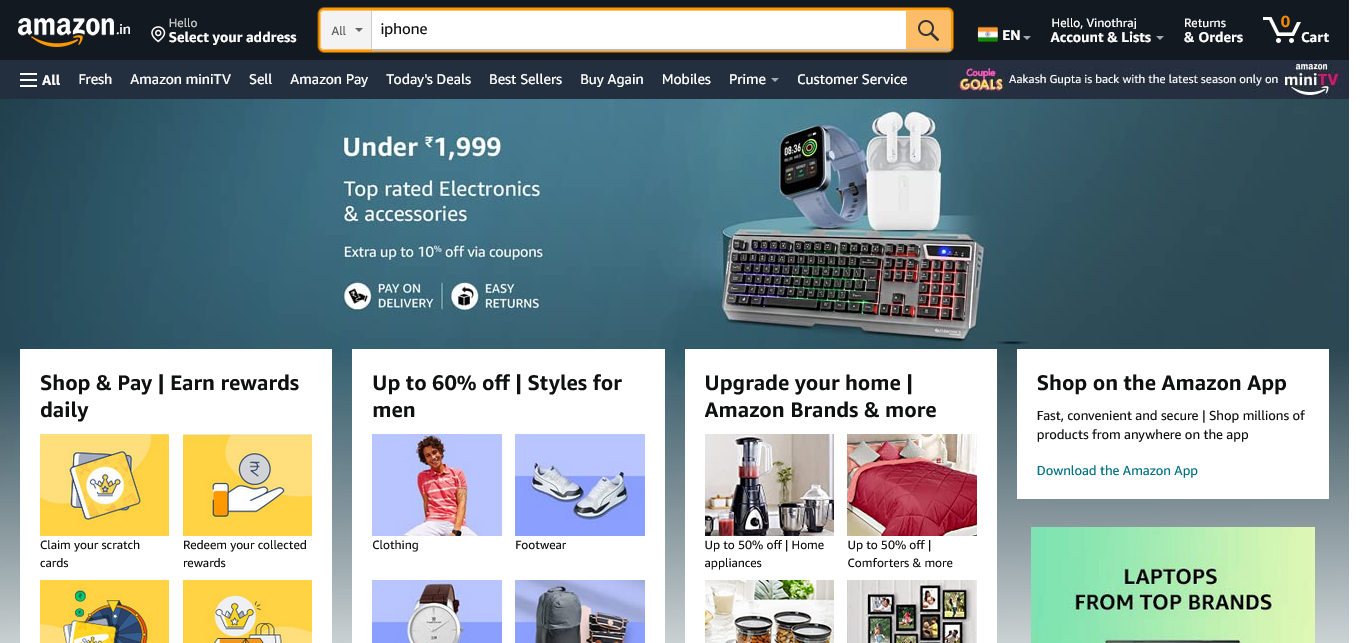 amazon.in
Hello
Select your address
All
iphone
EN
Hello, Vinothraj
Account & Lists
Returns
& Orders
0
Cart
All
Fresh
Amazon miniTV
Sell
Amazon Pay
Today's Deals
Best Sellers
Buy Again
Mobiles
Prime
Customer Service
Couple
GOALS
Aakash Gupta is back with the latest season only on
amazon
miniTV
Under ₹1,999
Top rated Electronics
& accessories
Extra up to 10% off via coupons
PAY ON
DELIVERY
EASY
RETURNS
08:36
Shop & Pay | Earn rewards
daily
Claim your scratch
cards
Redeem your collected
rewards
Up to 60% off | Styles for
men
Clothing
Footwear
Upgrade your home |
Amazon Brands & more
Up to 50% off | Home
appliances
Up to 50% off |
Comforters & more
Shop on the Amazon App
Fast, convenient and secure | Shop millions of
products from anywhere on the app
Download the Amazon App
LAPTOPS
FROM TOP BRANDS